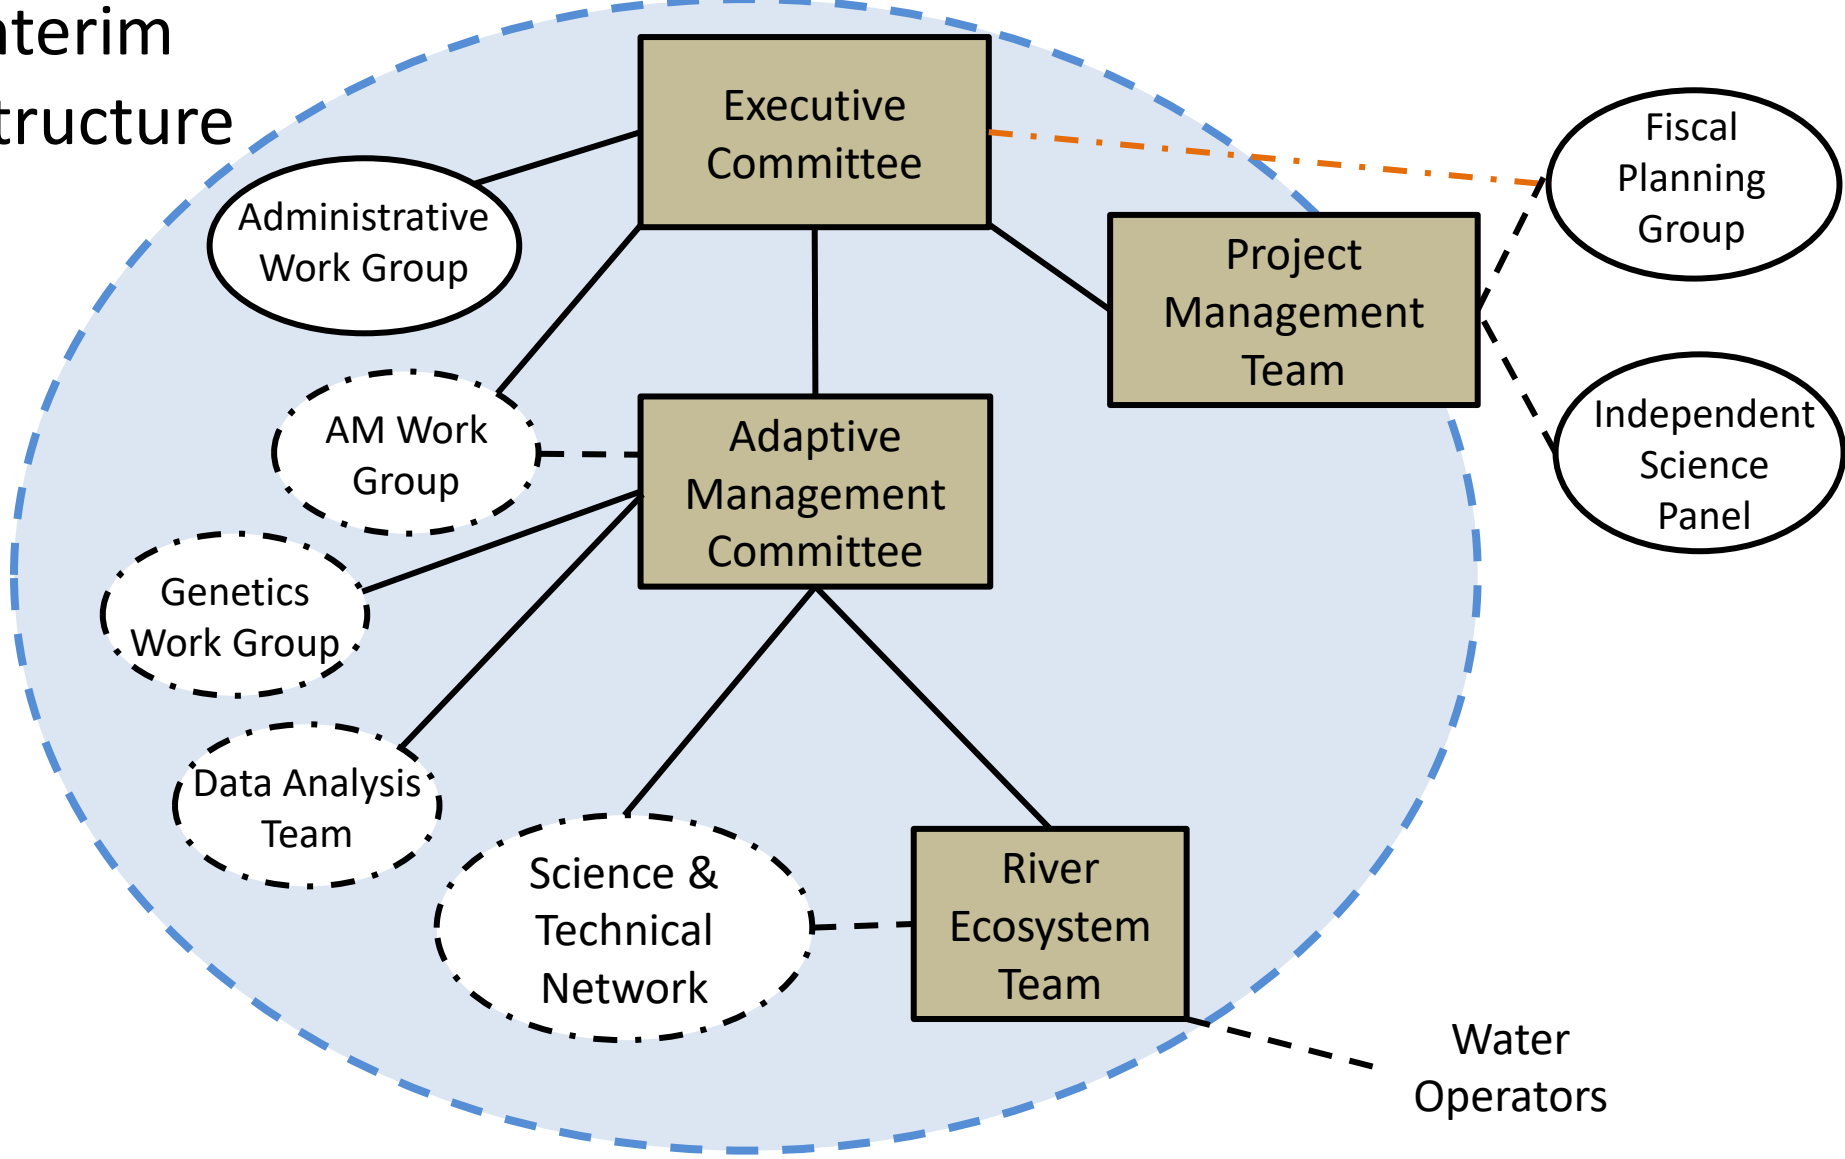 nterim
tructure
Executive
Committee
Fiscal
Planning
Group
Administrative
Work Group
Project
Management
Team
AM Work
Group
Adaptive
Management
Committee
Independent
Science
Panel
Genetics
Work Group
Data Analysis
Team
Science &
Technical
Network
River
Ecosystem
Team
Water
Operators